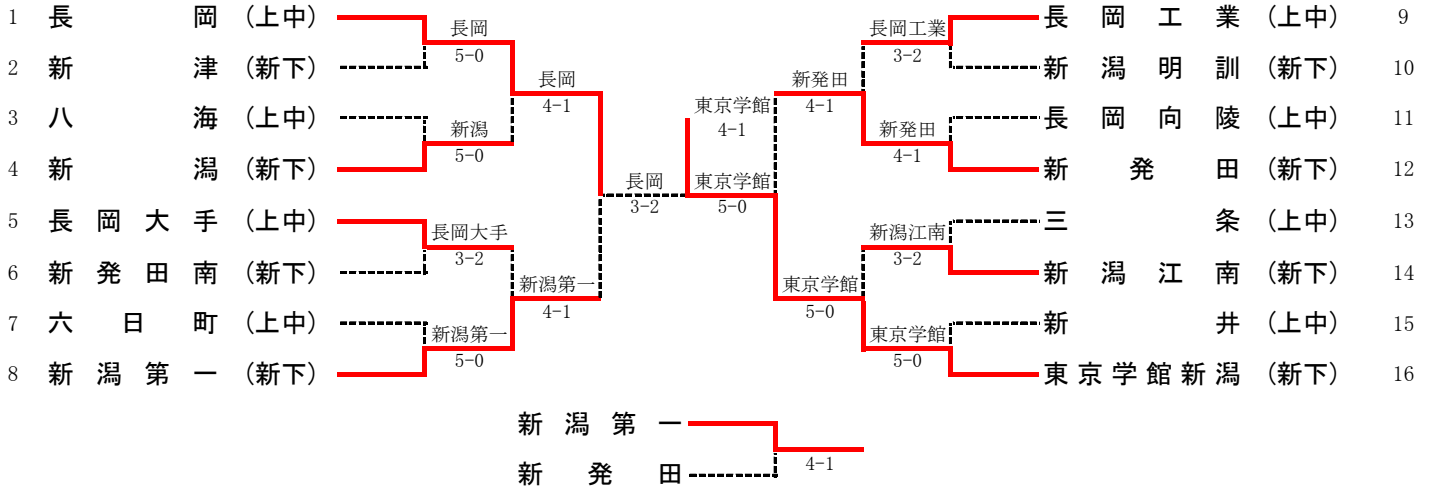 1 長岡 (上中)
長岡
5-0
2 新津 (新下)
長岡
4-1
3 八海 (上中)
新潟
5-0
4 新潟 (新下)
長岡
3-2
5 長岡大手 (上中)
長岡大手
3-2
6 新発田南 (新下)
新潟第一
4-1
7 六日町 (上中)
新潟第一
5-0
8 新潟第一 (新下)
東京学館
4-1
東京学館
5-0
長岡工業 (上中) 9
長岡工業
3-2
新潟明訓 (新下) 10
新発田
4-1
長岡向陵 (上中) 11
新発田
4-1
新発田 (新下) 12
三条 (上中) 13
新潟江南
3-2
新潟江南 (新下) 14
東京学館
5-0
新井 (上中) 15
東京学館
5-0
東京学館新潟 (新下) 16
新潟第一
4-1
新発田